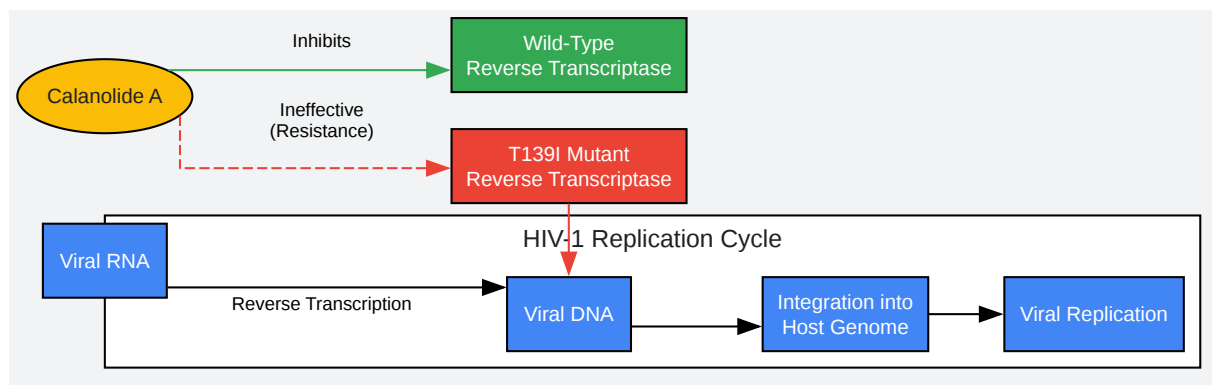 Inhibits
Wild-Type
Reverse Transcriptase
Calanolide A
Ineffective
(Resistance)
T139I Mutant
Reverse Transcriptase
HIV-1 Replication Cycle
Viral RNA
Reverse Transcription
Viral DNA
Integration into
Host Genome
Viral Replication